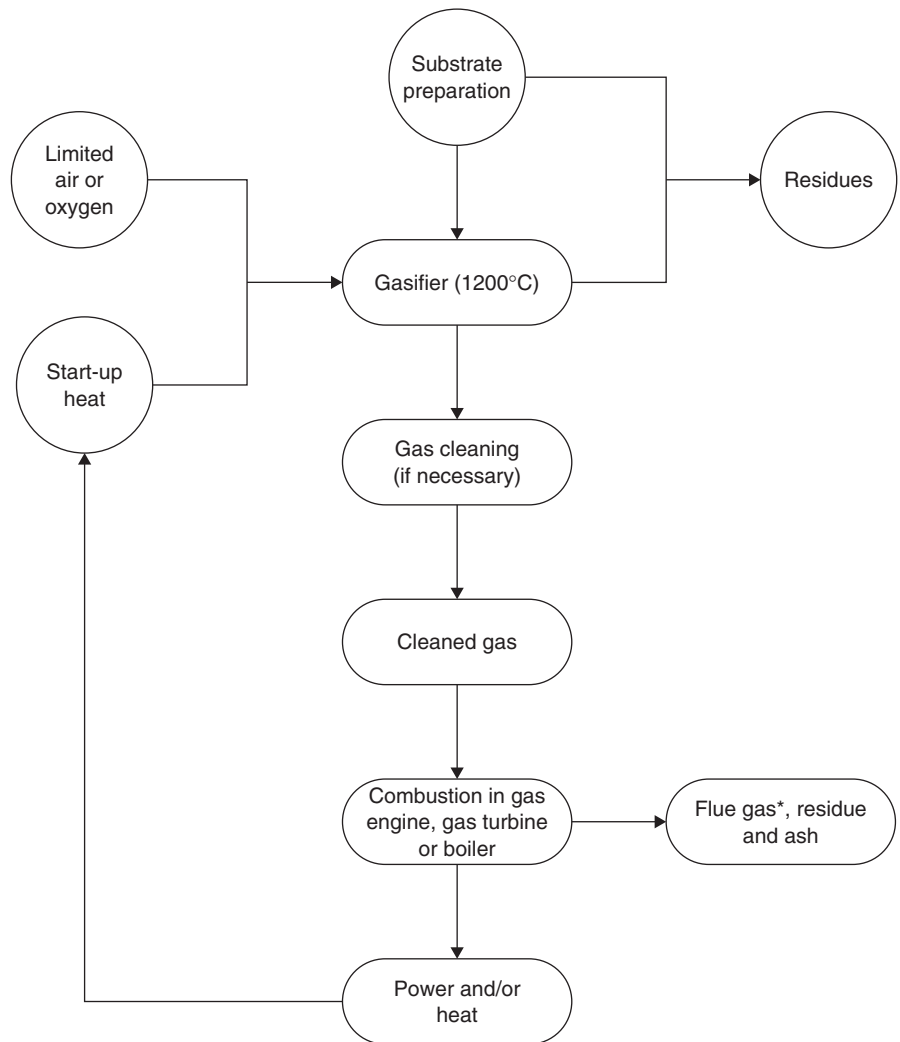 Substrate
preparation
Limited
air or
oxygen
Residues
Gasifier (1200°C)
Start-up
heat
Gas cleaning
(if necessary)
Cleaned gas
Combustion in gas
engine, gas turbine
or boiler
Flue gas*, residue
and ash
Power and/or
heat